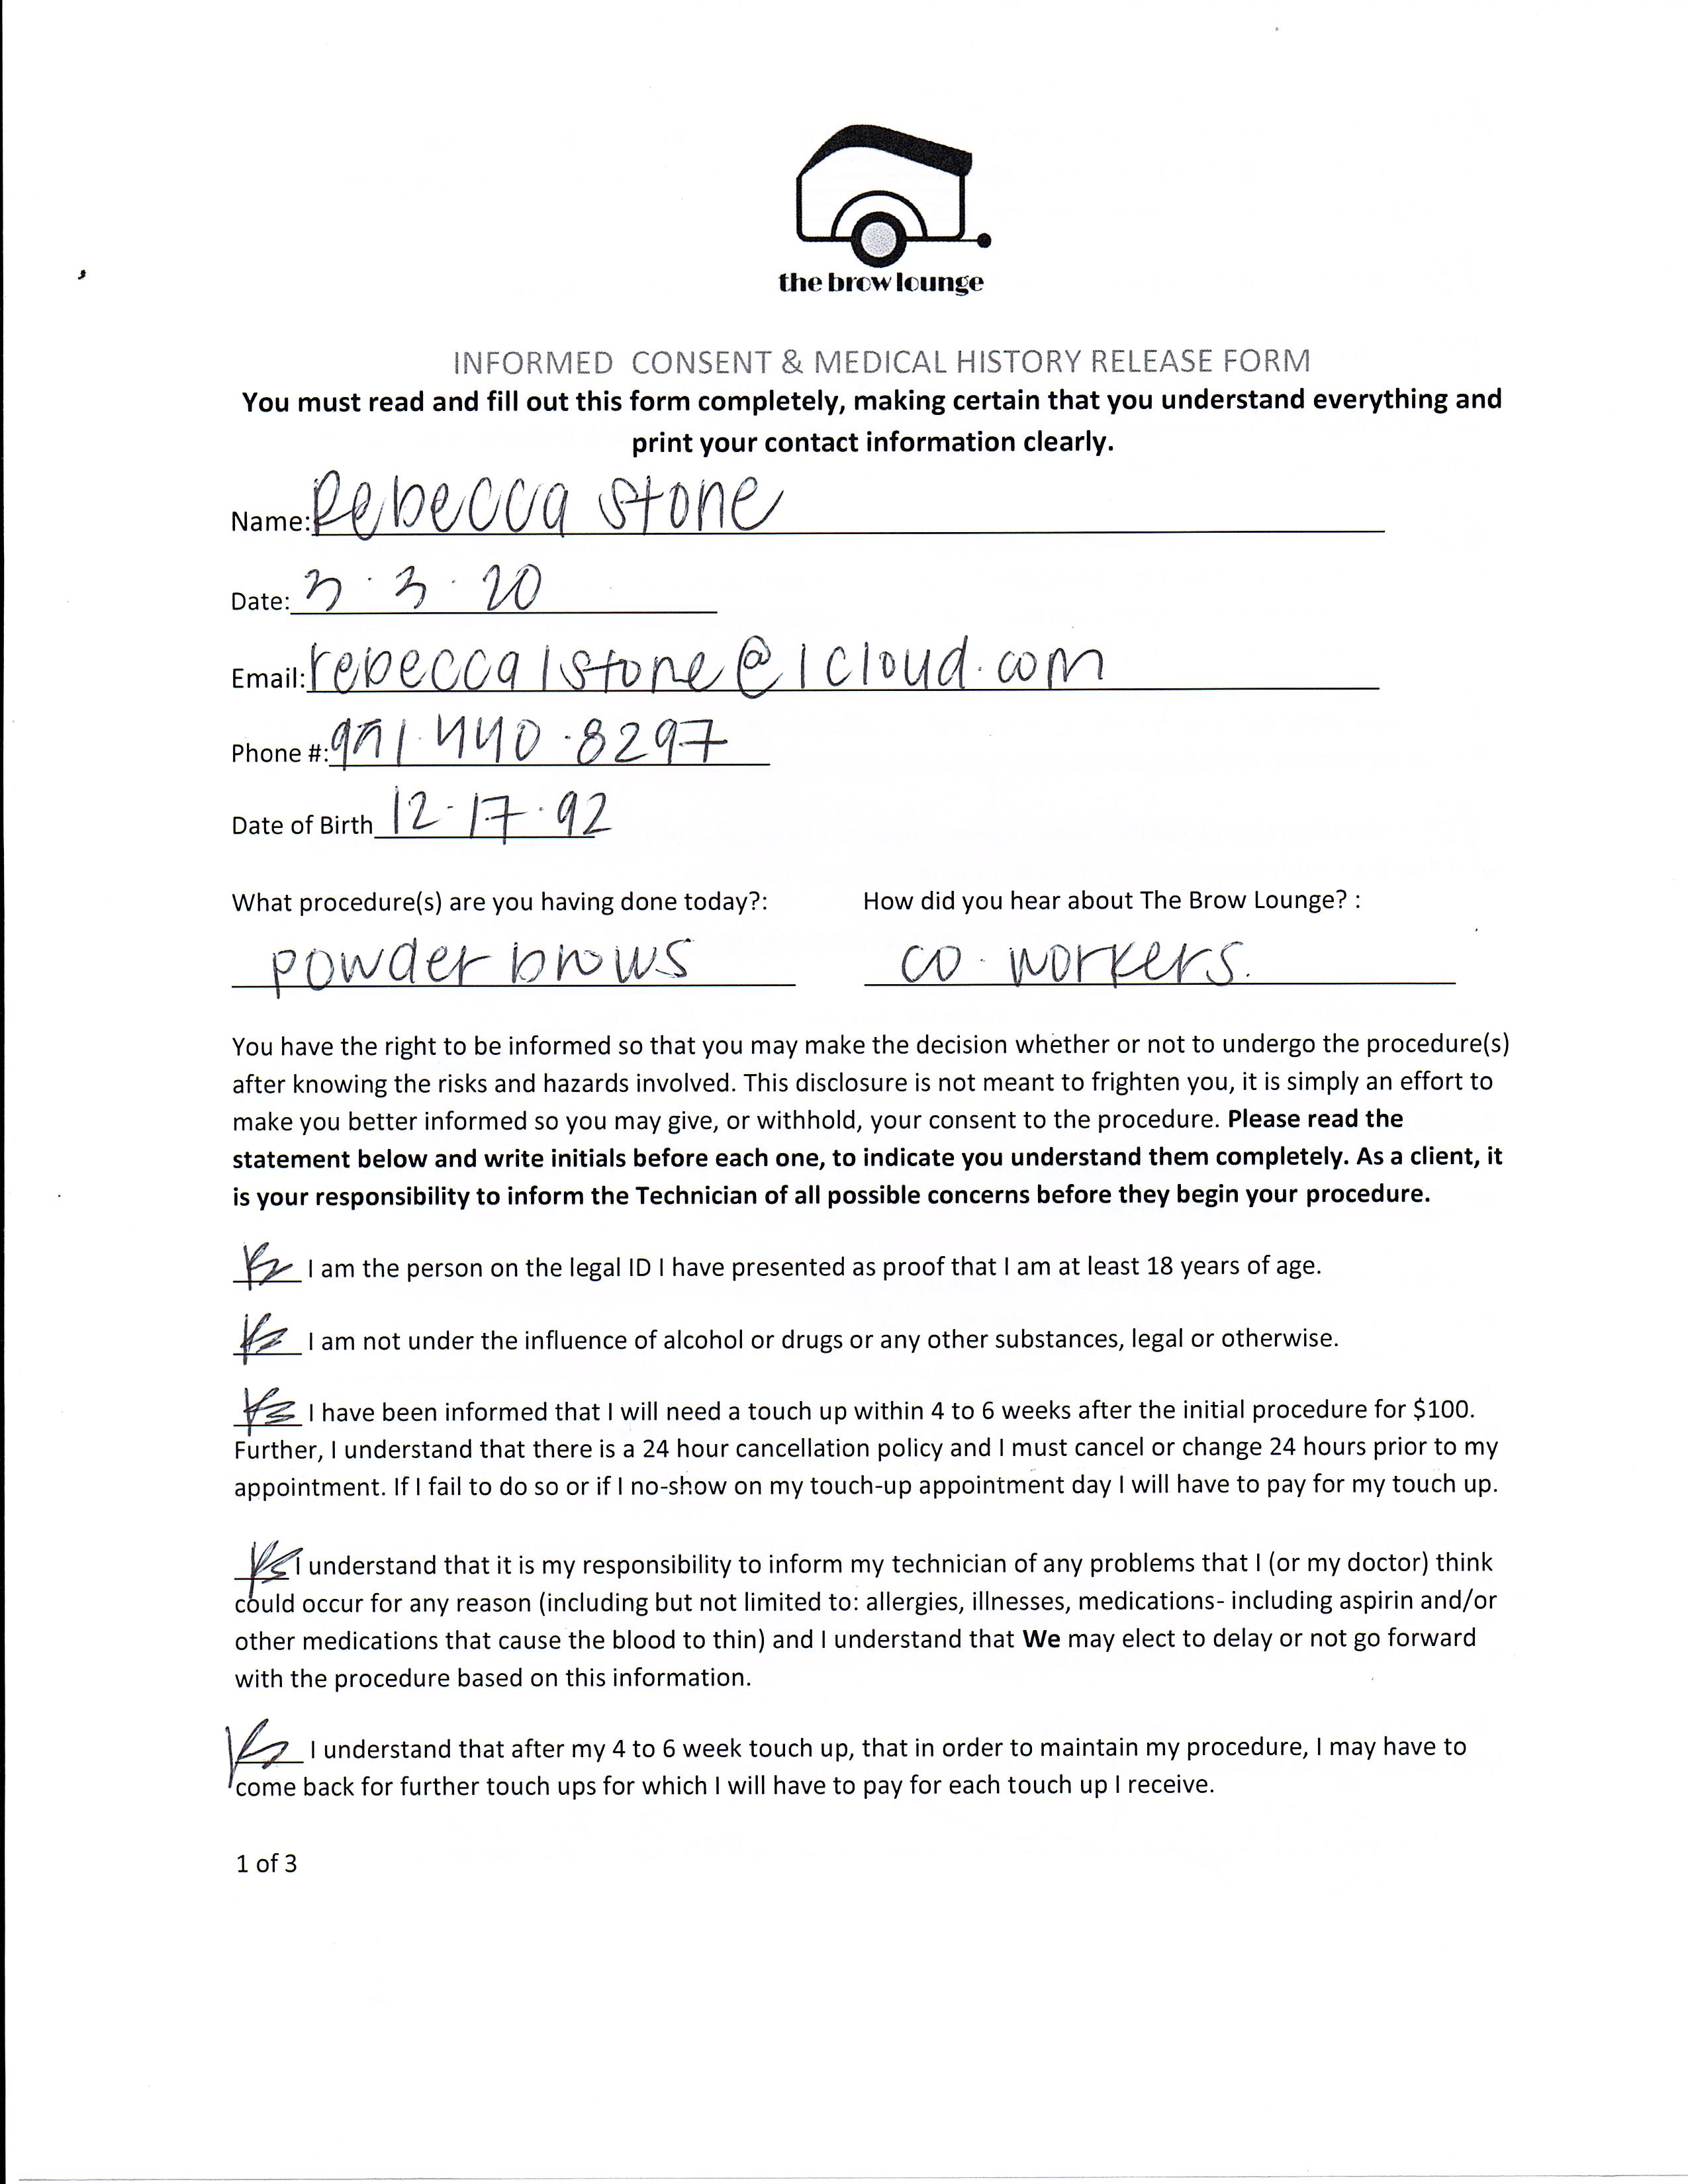 the brow lounge
INFORMED CONSENT & MEDICAL HISTORY RELEASE FORM
You must read and fill out this form completely, making certain that you understand everything and
print your contact information clearly.
Name: Rebecca Stone
Date: 3.3.20
Email: rebeccalstone@icloud.com
Phone #: 951.440.8297
Date of Birth 12.17.92
What procedure(s) are you having done today?: How did you hear about The Brow Lounge? :
powder brows co-workers.
You have the right to be informed so that you may make the decision whether or not to undergo the procedure(s)
after knowing the risks and hazards involved. This disclosure is not meant to frighten you, it is simply an effort to
make you better informed so you may give, or withhold, your consent to the procedure. Please read the
statement below and write initials before each one, to indicate you understand them completely. As a client, it
is your responsibility to inform the Technician of all possible concerns before they begin your procedure.
RS I am the person on the legal ID I have presented as proof that I am at least 18 years of age.
RS I am not under the influence of alcohol or drugs or any other substances, legal or otherwise.
RS I have been informed that I will need a touch up within 4 to 6 weeks after the initial procedure for $100.
Further, I understand that there is a 24 hour cancellation policy and I must cancel or change 24 hours prior to my
appointment. If I fail to do so or if I no-show on my touch-up appointment day I will have to pay for my touch up.
RS I understand that it is my responsibility to inform my technician of any problems that I (or my doctor) think
could occur for any reason (including but not limited to: allergies, illnesses, medications- including aspirin and/or
other medications that cause the blood to thin) and I understand that We may elect to delay or not go forward
with the procedure based on this information.
RS I understand that after my 4 to 6 week touch up, that in order to maintain my procedure, I may have to
come back for further touch ups for which I will have to pay for each touch up I receive.
1 of 3